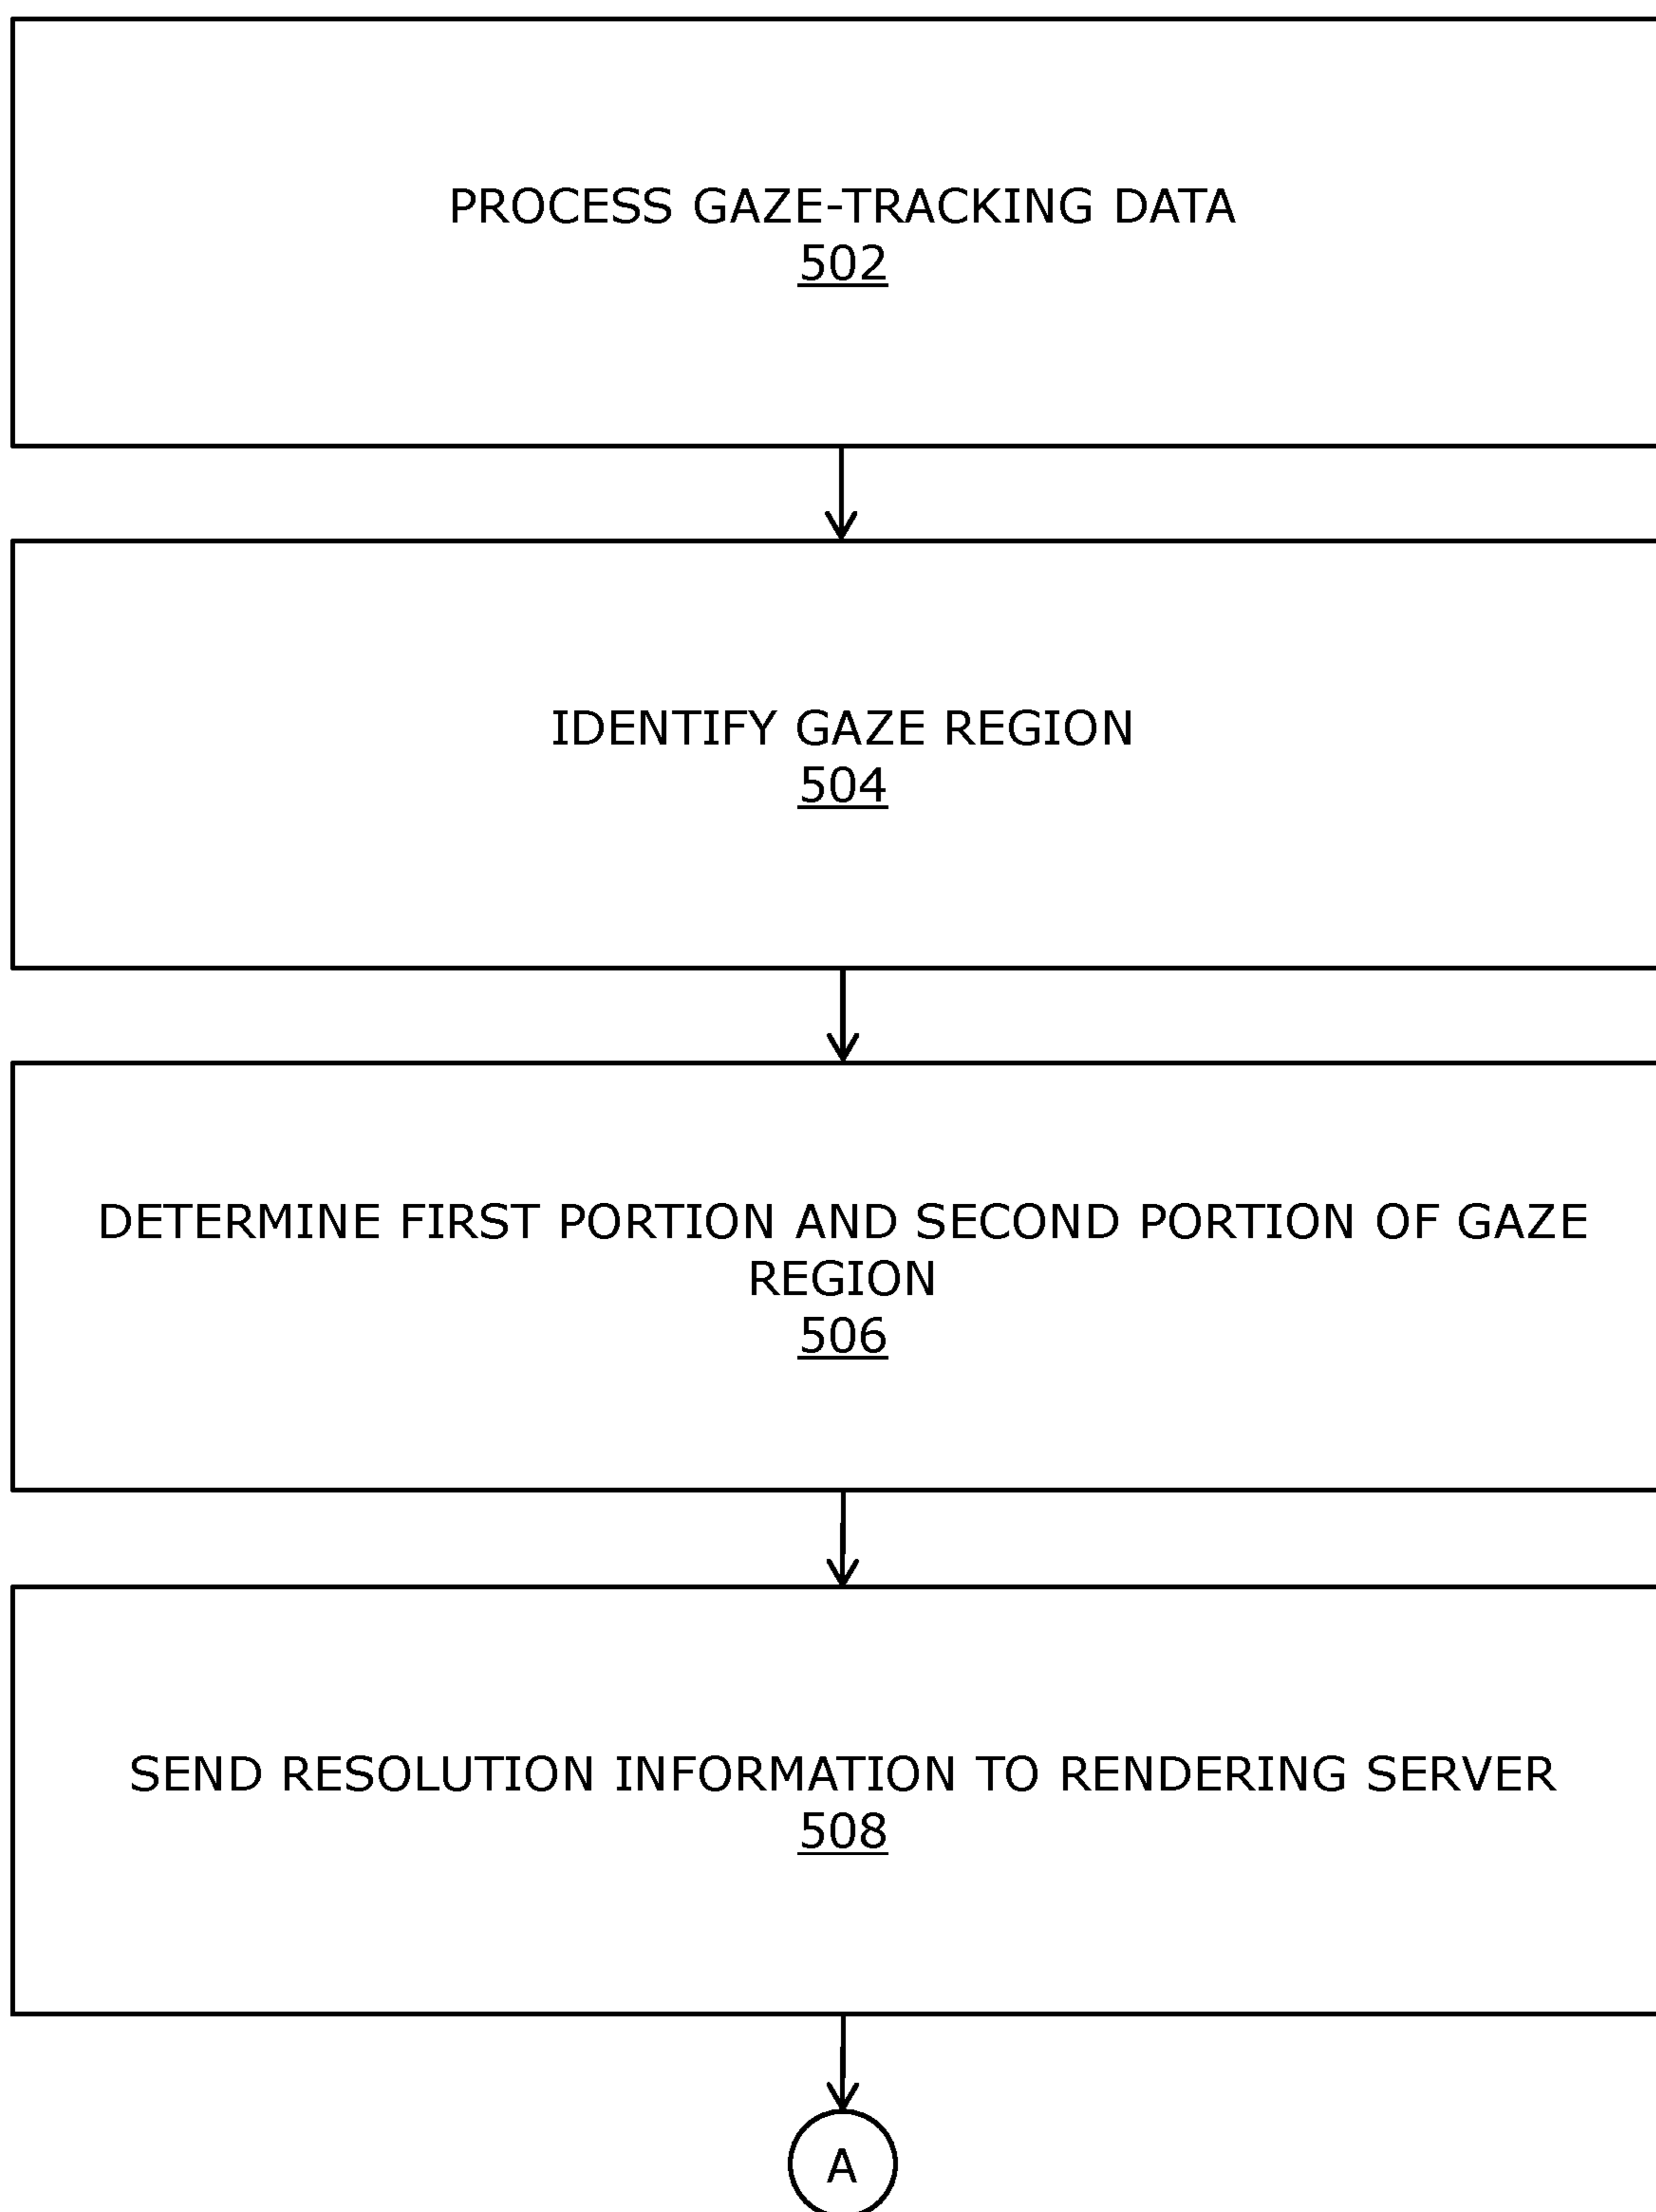 PROCESS GAZE-TRACKING DATA
502
IDENTIFY GAZE REGION
504
DETERMINE FIRST PORTION AND SECOND PORTION OF GAZE
REGION
506
SEND RESOLUTION INFORMATION TO RENDERING SERVER
508
A